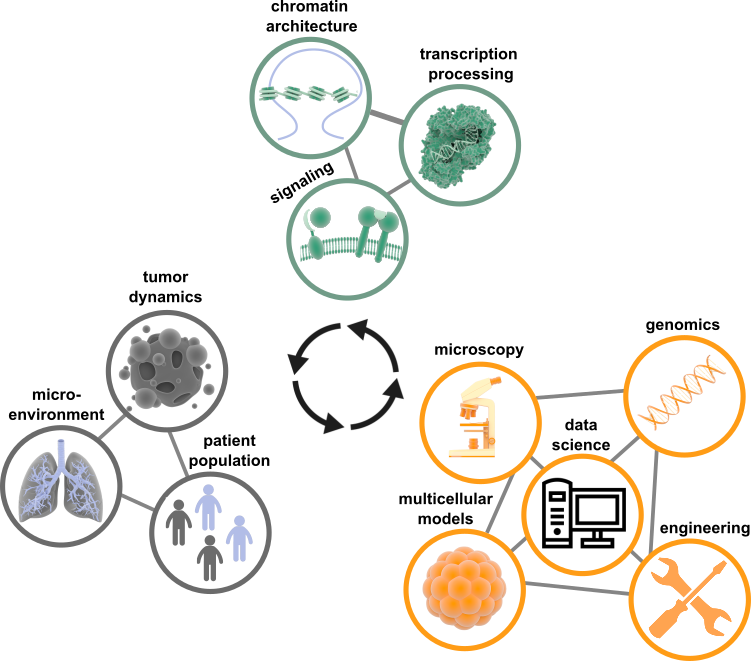 chromatin
architecture
transcription
processing
signaling
tumor
dynamics
micro-
environment
patient
population
genomics
microscopy
data
science
multicellular
models
engineering